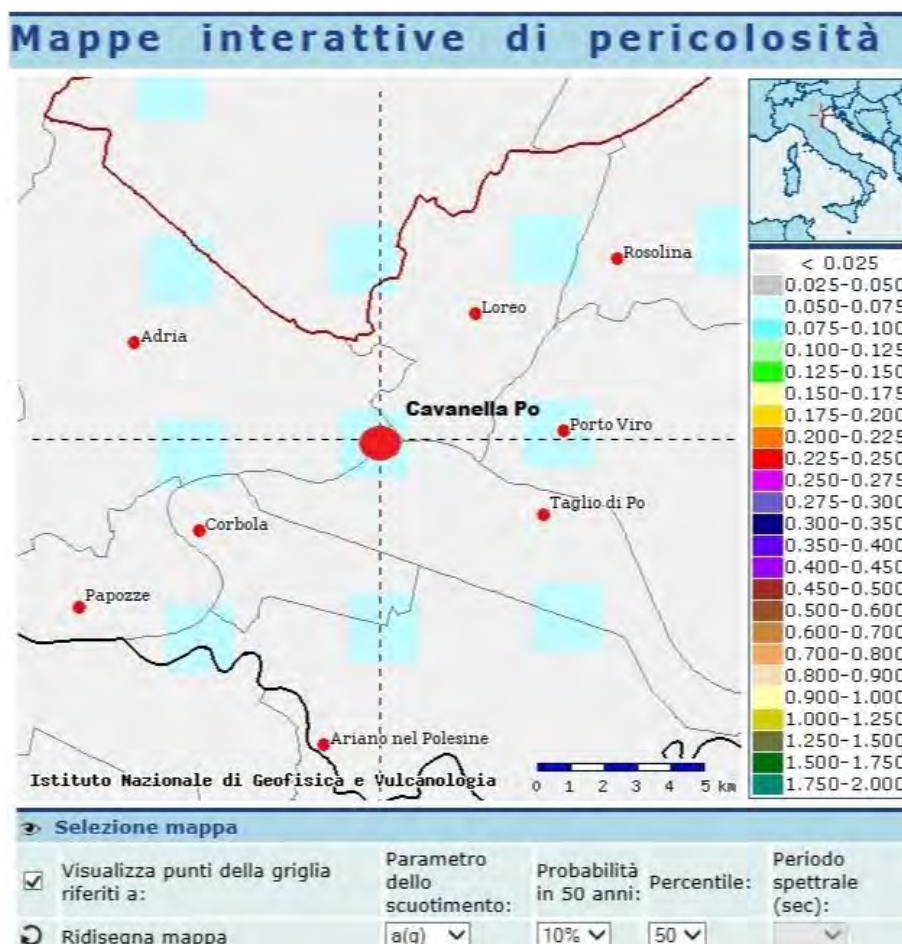 Mappe interattive di pericolosità
Rosolina
Loreo
Adria
Cavanella Po
Porto Viro
Taglio di Po
Corbola
Papozze
Ariano nel Polesine
Istituto Nazionale di Geofisica e Vulcanologia
0 1 2 3 4 5 km
< 0.025
0.025-0.050
0.050-0.075
0.075-0.100
0.100-0.125
0.125-0.150
0.150-0.175
0.175-0.200
0.200-0.225
0.225-0.250
0.250-0.275
0.275-0.300
0.300-0.350
0.350-0.400
0.400-0.450
0.450-0.500
0.500-0.600
0.600-0.700
0.700-0.800
0.800-0.900
0.900-1.000
1.000-1.250
1.250-1.500
1.500-1.750
1.750-2.000
Selezione mappa
Visualizza punti della griglia
riferiti a:
Parametro
dello
scuotimento:
Probabilità
in 50 anni:
Percentile:
Periodo
spettrale
(sec):
Ridisegna mappa
a(g)
10%
50